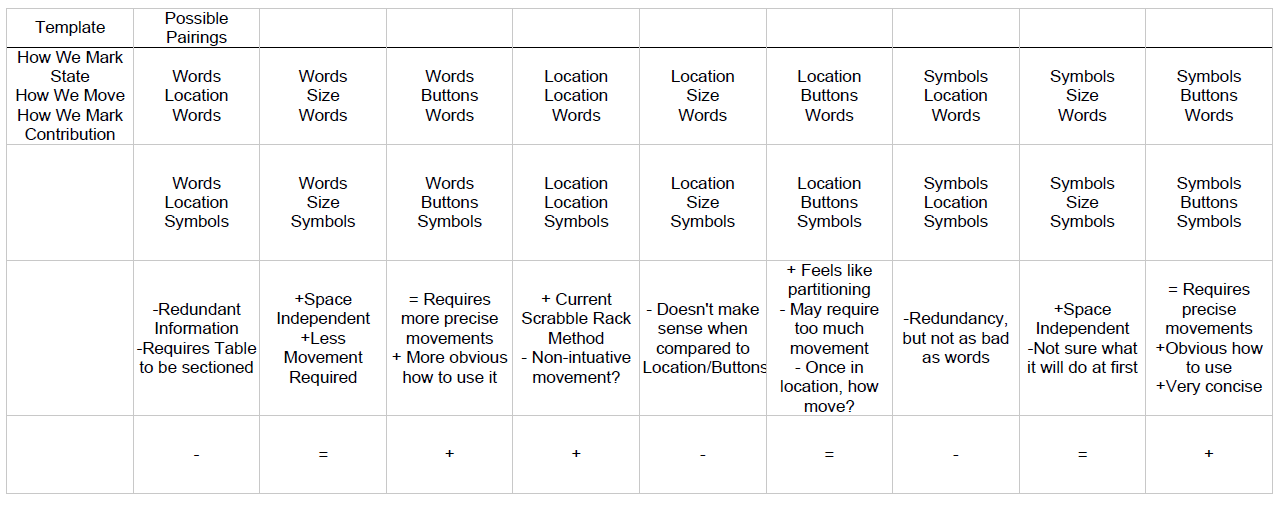 Template
Possible
Pairings
How We Mark
State
How We Move
How We Mark
Contribution
Words
Location
Words
Words
Size
Words
Words
Buttons
Words
Location
Location
Words
Location
Size
Words
Location
Buttons
Words
Symbols
Location
Words
Symbols
Size
Words
Symbols
Buttons
Words
Words
Location
Symbols
Words
Size
Symbols
Words
Buttons
Symbols
Location
Location
Symbols
Location
Size
Symbols
Location
Buttons
Symbols
Symbols
Location
Symbols
Symbols
Size
Symbols
Symbols
Buttons
Symbols
-Redundant
Information
-Requires Table
to be sectioned
+Space
Independent
+Less
Movement
Required
= Requires
more precise
movements
+ More obvious
how to use it
+ Current
Scrabble Rack
Method
- Non-intuative
movement?
- Doesn't make
sense when
compared to
Location/Buttons
+ Feels like
partitioning
- May require
too much
movement
- Once in
location, how
move?
-Redundancy,
but not as bad
as words
+Space
Independent
-Not sure what
it will do at first
= Requires
precise
movements
+Obvious how
to use
+Very concise
-
=
+
+
-
=
-
=
+